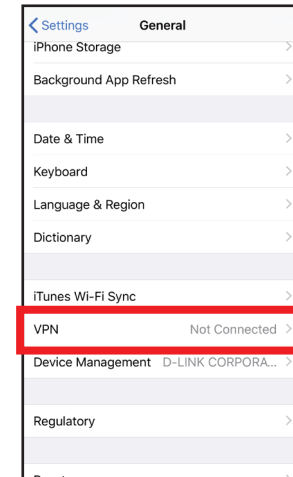 Settings General
iPhone Storage
Background App Refresh
Date & Time
Keyboard
Language & Region
Dictionary
iTunes Wi-Fi Sync
VPN Not Connected
Device Management D-LINK CORPORA...
Regulatory